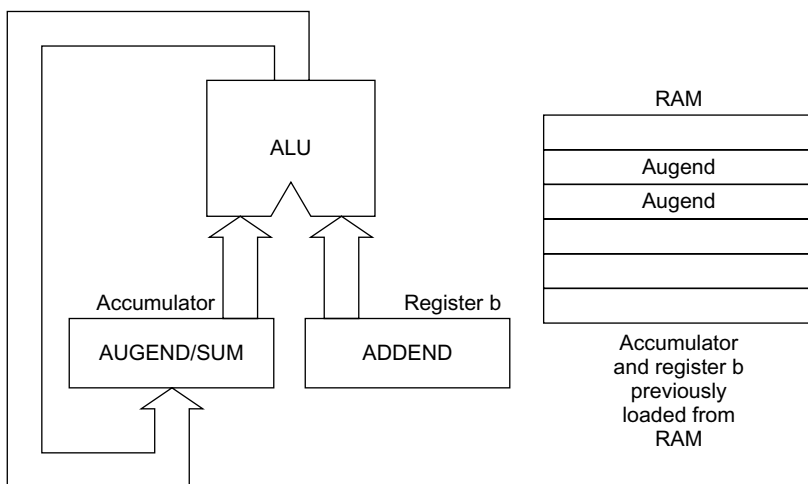 RAM
ALU
Augend
Augend
Accumulator
Register b
AUGEND/SUM
ADDEND
Accumulator
and register b
previously
loaded from
RAM